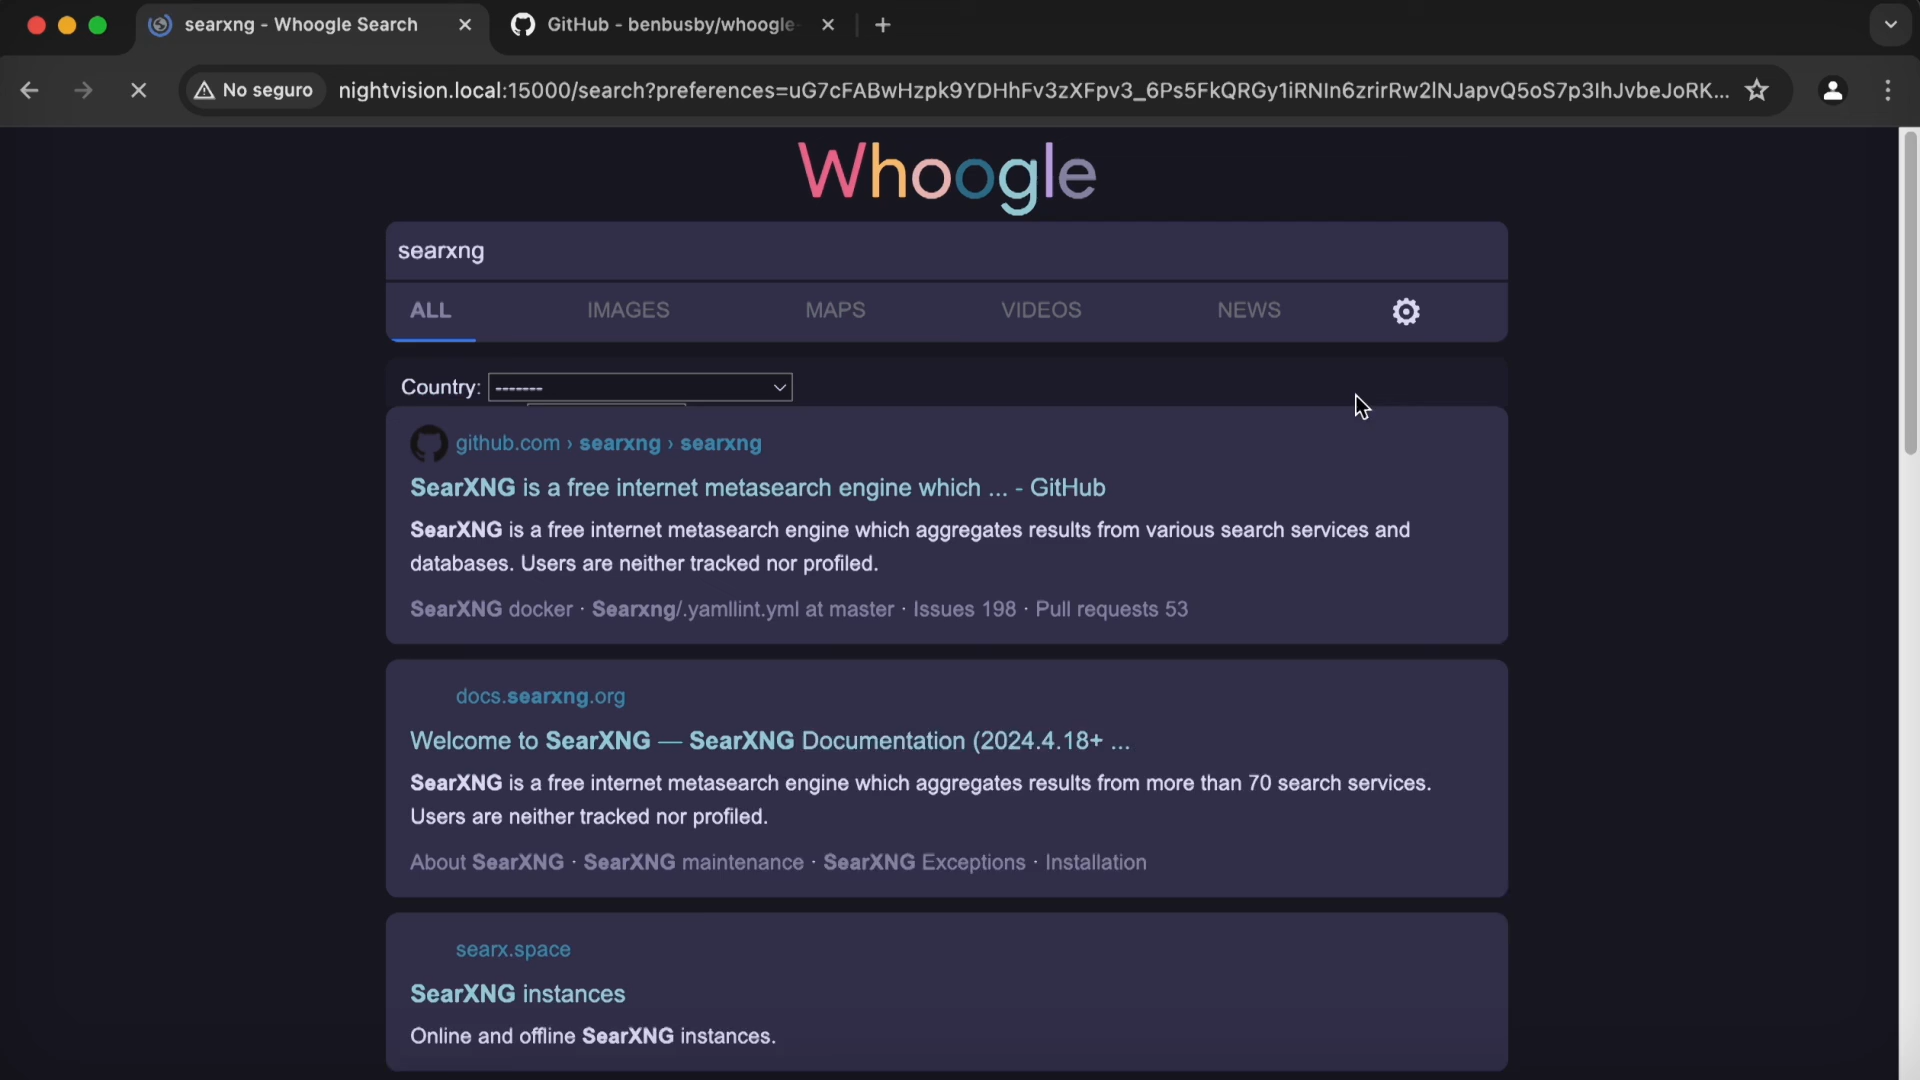 searxng - Whoogle Search
GitHub - benbusby/whoogle-
No seguro
nightvision.local:15000/search?preferences=uG7cFABwHzpk9YDHhFv3zXFpv3_6Ps5FkQRGy1iRNIn6zrirRw2lNJapvQ5oS7p3IhJvbeJoRK...
Whoogle
searxng
ALL IMAGES MAPS VIDEOS NEWS
Country: -------
github.com › searxng › searxng
SearXNG is a free internet metasearch engine which ... - GitHub
SearXNG is a free internet metasearch engine which aggregates results from various search services and
databases. Users are neither tracked nor profiled.
SearXNG docker · Searxng/.yamllint.yml at master · Issues 198 · Pull requests 53
docs.searxng.org
Welcome to SearXNG — SearXNG Documentation (2024.4.18+ ...
SearXNG is a free internet metasearch engine which aggregates results from more than 70 search services.
Users are neither tracked nor profiled.
About SearXNG · SearXNG maintenance · SearXNG Exceptions · Installation
searx.space
SearXNG instances
Online and offline SearXNG instances.